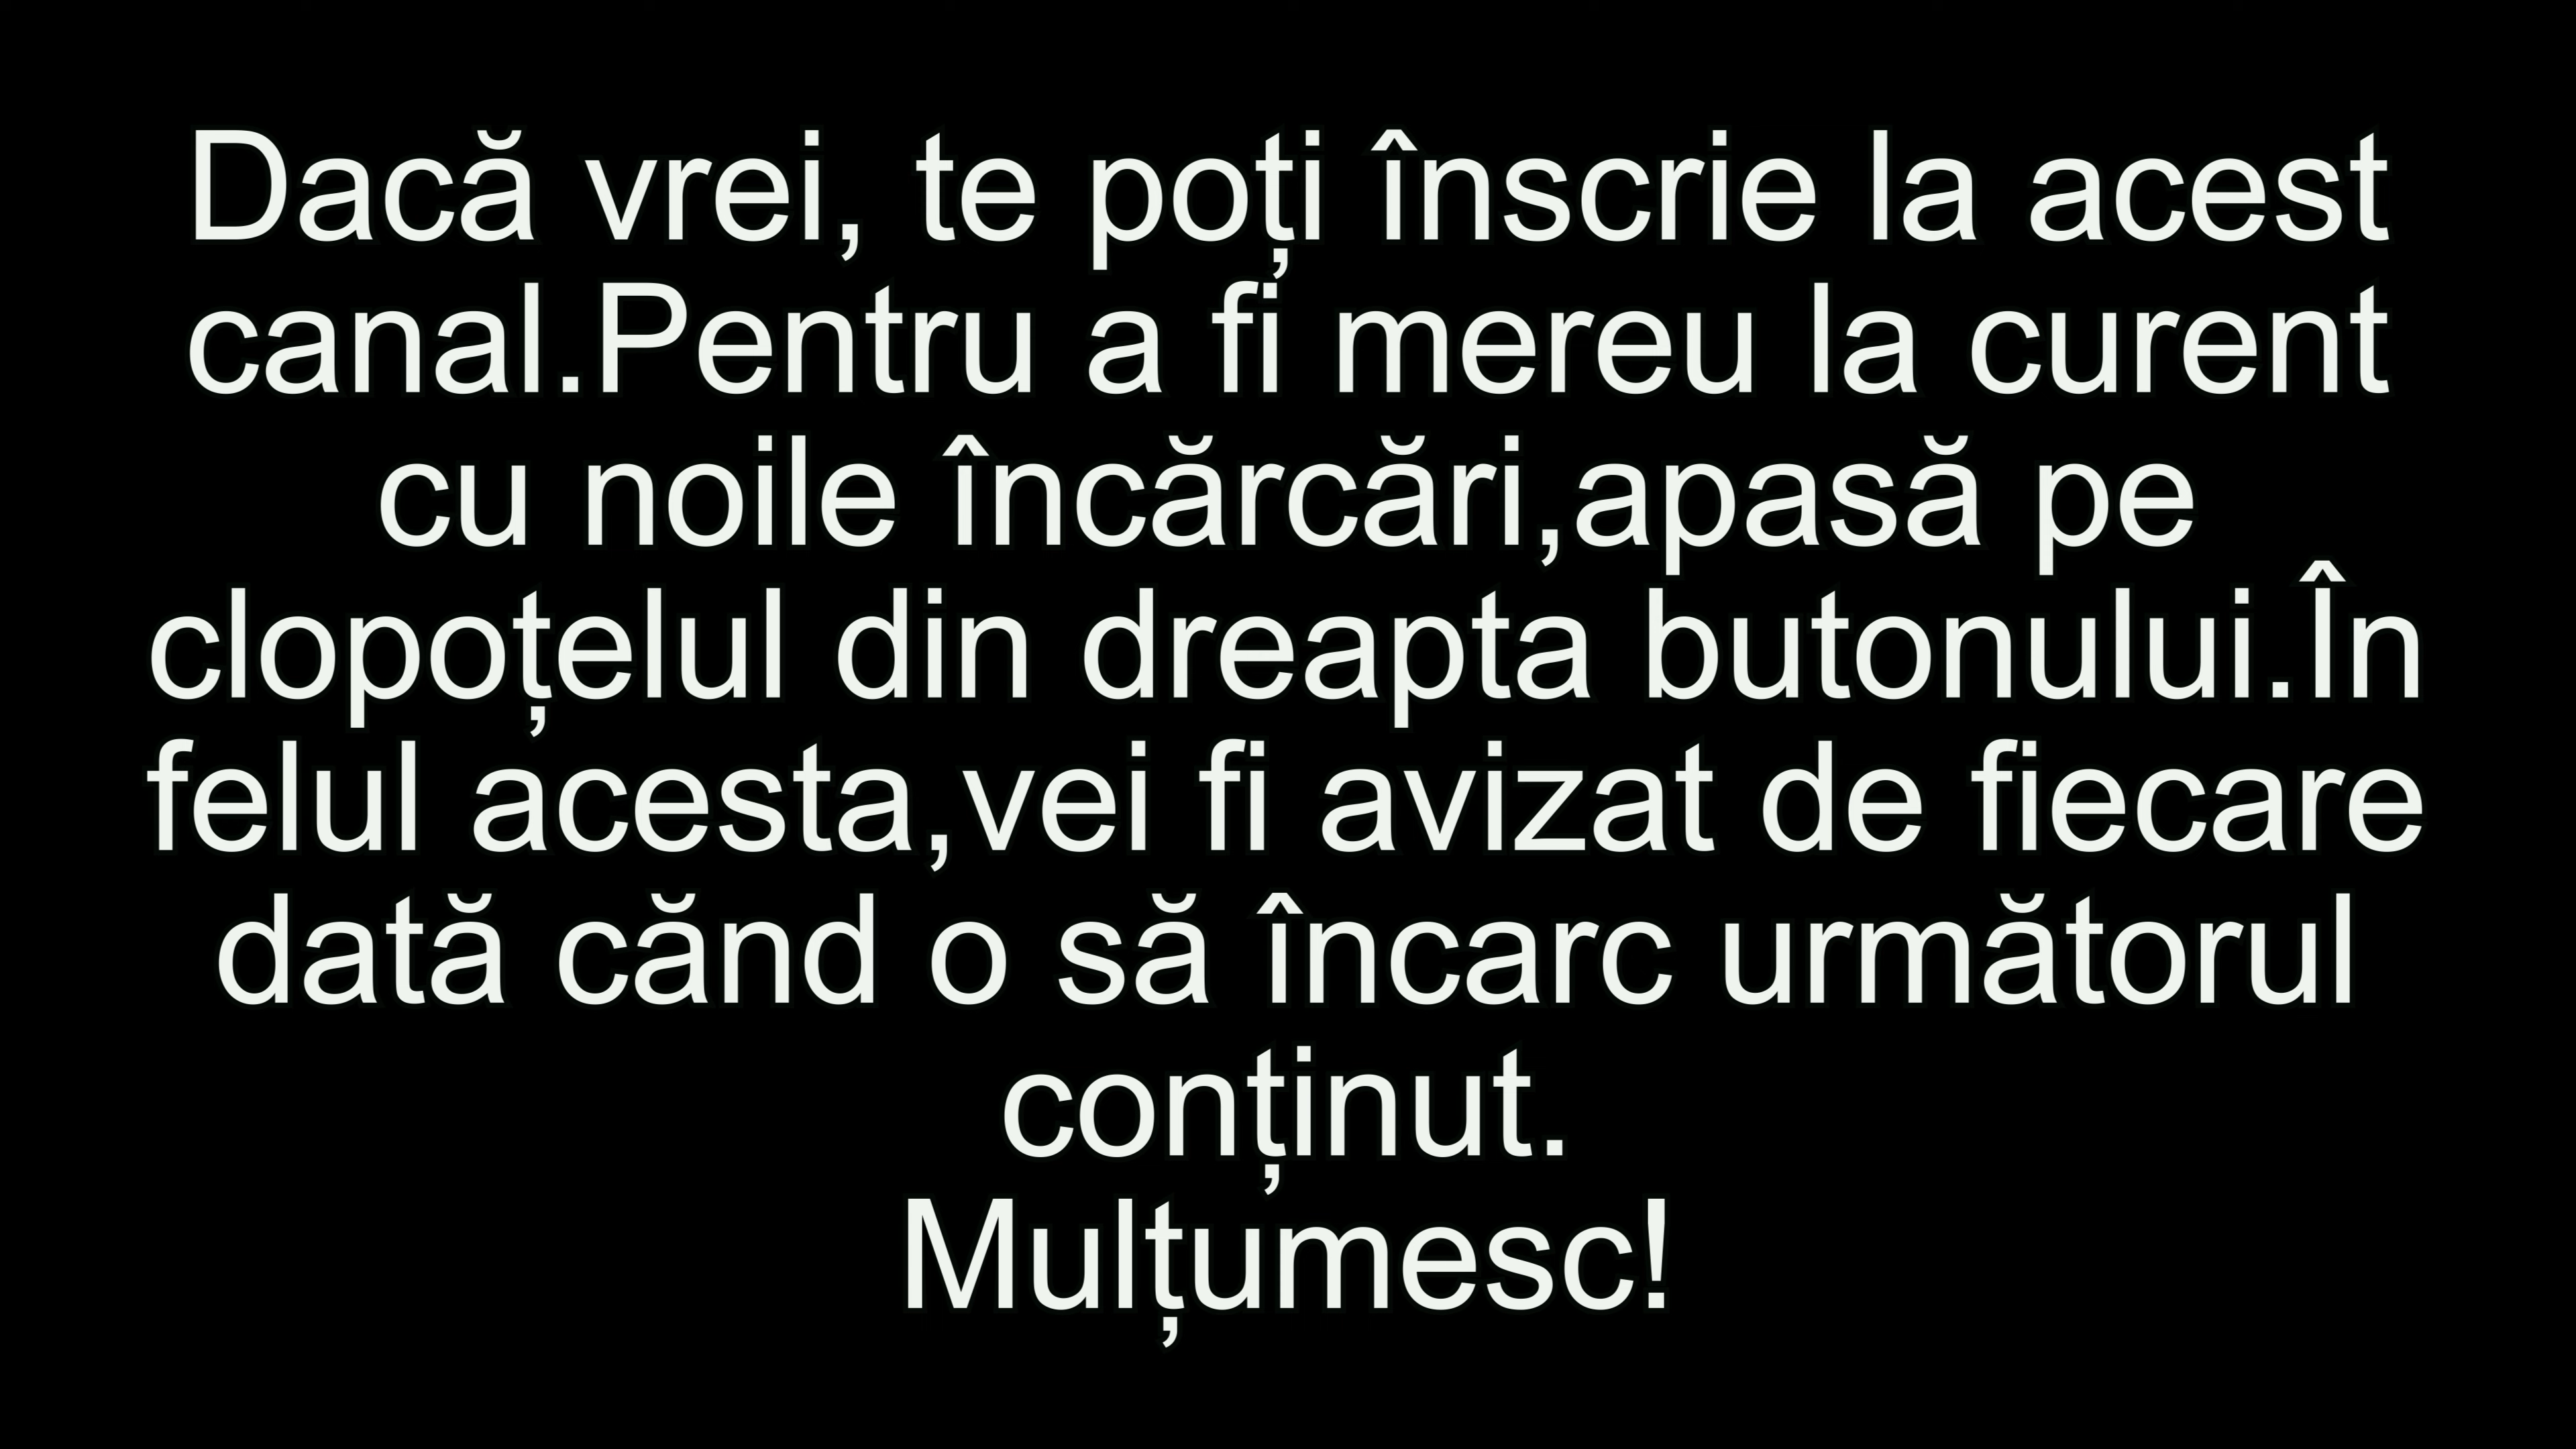 Dacă vrei, te poți înscrie la acest
canal.Pentru a fi mereu la curent
cu noile încărcări,apasă pe
clopoțelul din dreapta butonului.În
felul acesta,vei fi avizat de fiecare
dată cănd o să încarc următorul
conținut.
Mulțumesc!